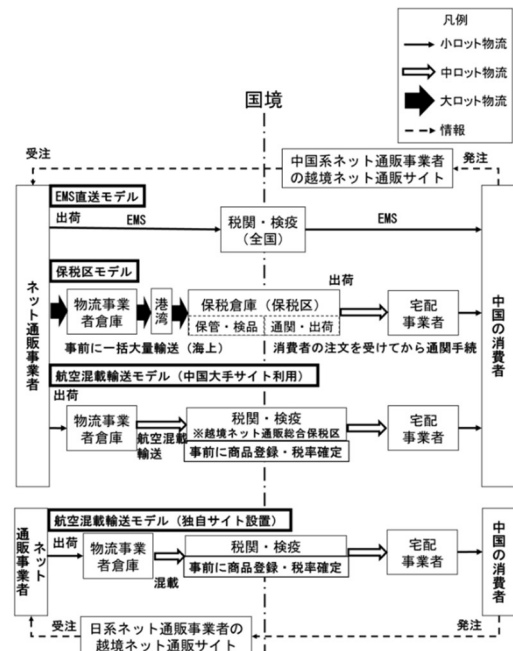 凡例
小ロット物流
中ロット物流
大ロット物流
情報
国境
受注
中国系ネット通販事業者
の越境ネット通販サイト
発注
EMS直送モデル
出荷
EMS
税関・検疫
（全国）
EMS
ネット通販事業者
中国の消費者
保税区モデル
物流事業
者倉庫
港湾
保税倉庫（保税区）
保管・検品
通関・出荷
出荷
宅配
事業者
事前に一括大量輸送（海上）
消費者の注文を受けてから通関手続
航空混載輸送モデル（中国大手サイト利用）
出荷
物流事業
者倉庫
航空混載
輸送
税関・検疫
※越境ネット通販総合保税区
事前に商品登録・税率確定
宅配
事業者
航空混載輸送モデル（独自サイト設置）
ネット
通販事業者
出荷
物流事業
者倉庫
混載
税関・検疫
事前に商品登録・税率確定
宅配
事業者
中国の消費者
受注
日系ネット通販事業者の
越境ネット通販サイト
発注